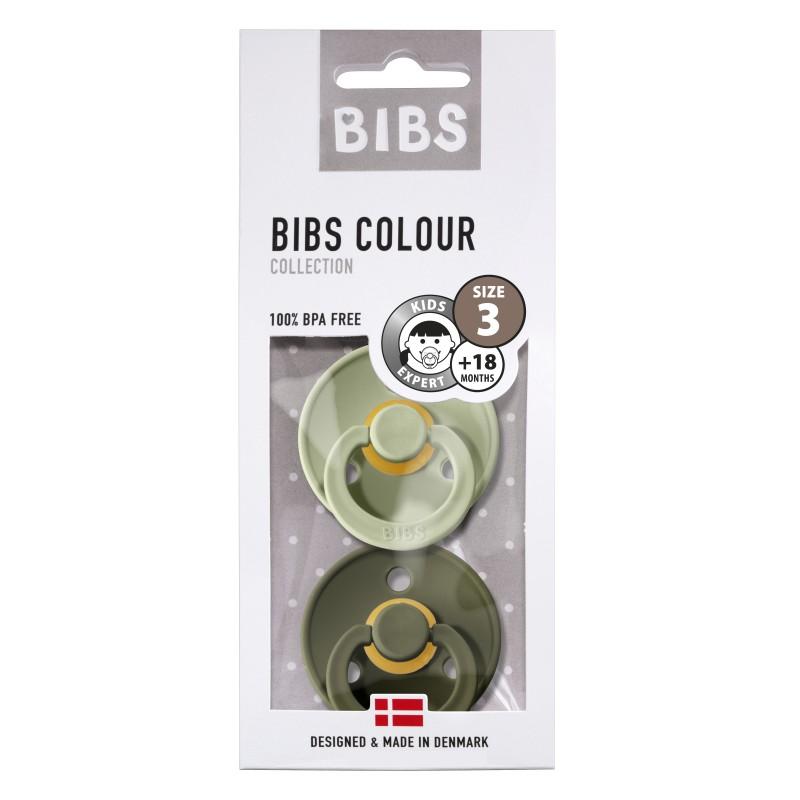 BIBS
BIBS COLOUR
COLLECTION
100% BPA FREE
KIDS
EXPERT
SIZE
3
+18
MONTHS
BIBS
DESIGNED & MADE IN DENMARK